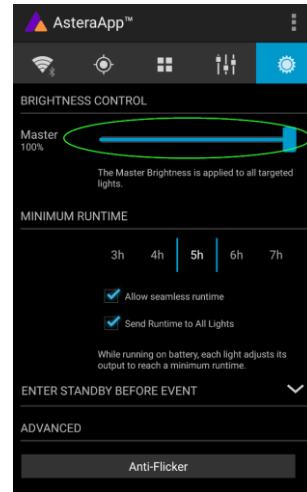 AsteraApp™
BRIGHTNESS CONTROL
Master
100%
The Master Brightness is applied to all targeted
lights.
MINIMUM RUNTIME
3h 4h 5h 6h 7h
Allow seamless runtime
Send Runtime to All Lights
While running on battery, each light adjusts its
output to reach a minimum runtime.
ENTER STANDBY BEFORE EVENT
ADVANCED
Anti-Flicker